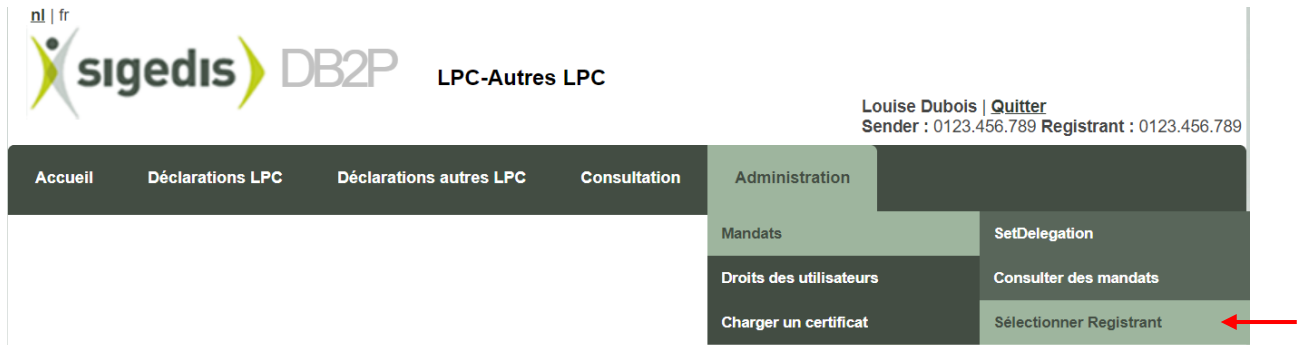 nl | fr
sigedis DB2P LPC-Autres LPC
Louise Dubois | Quitter
Sender : 0123.456.789 Registrant : 0123.456.789
Accueil Déclarations LPC Déclarations autres LPC Consultation Administration
Mandats SetDelegation
Droits des utilisateurs Consulter des mandats
Charger un certificat Sélectionner Registrant